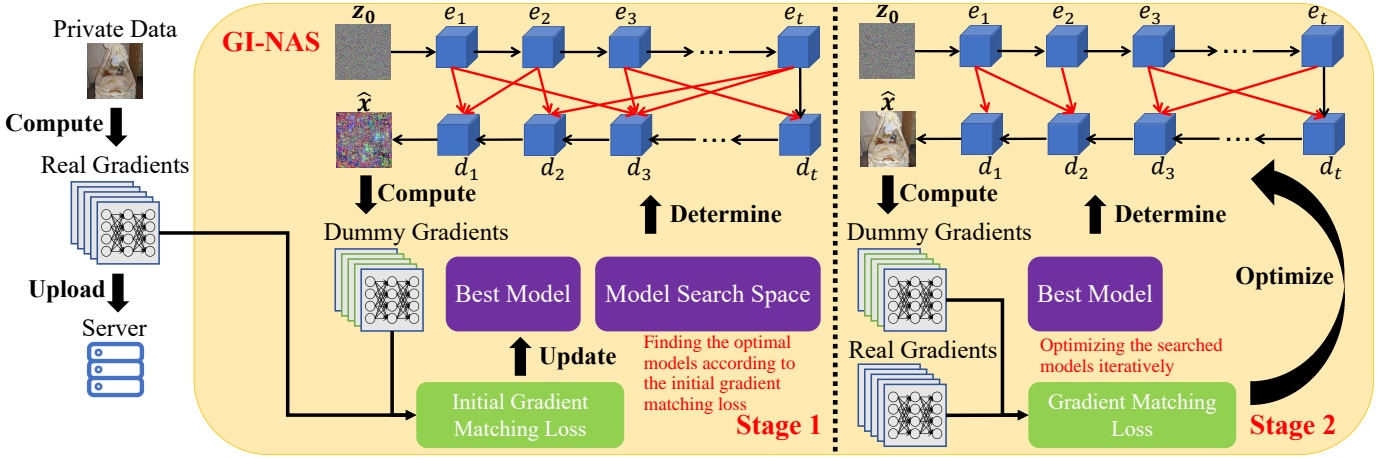 Private Data
Compute
Real Gradients
Upload
Server
GI-NAS
z₀
e₁
e₂
e₃
eₜ
...
x̂
d₁
d₂
d₃
dₜ
...
Compute
Determine
Dummy Gradients
Best Model
Model Search Space
Update
Finding the optimal
models according to
the initial gradient
matching loss
Initial Gradient
Matching Loss
Stage 1
z₀
e₁
e₂
e₃
eₜ
...
x̂
d₁
d₂
d₃
dₜ
...
Compute
Determine
Dummy Gradients
Best Model
Optimize
Real Gradients
Optimizing the searched
models iteratively
Gradient Matching
Loss
Stage 2